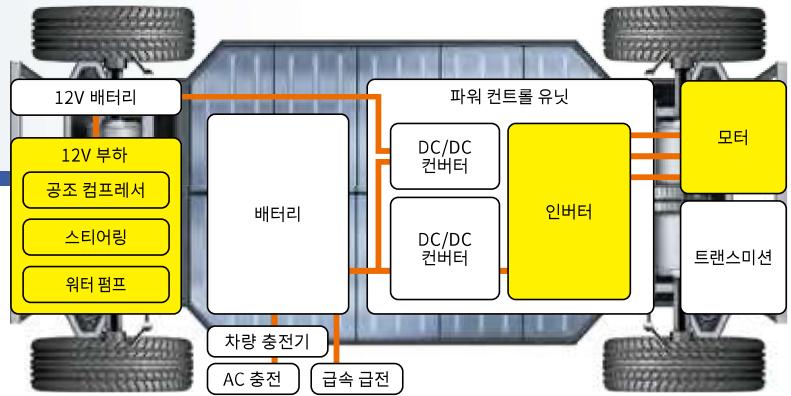 12V 배터리
12V 부하
공조 컴프레서
스티어링
워터 펌프
배터리
차량 충전기
AC 충전
급속 급전
파워 컨트롤 유닛
DC/DC
컨버터
DC/DC
컨버터
인버터
모터
트랜스미션